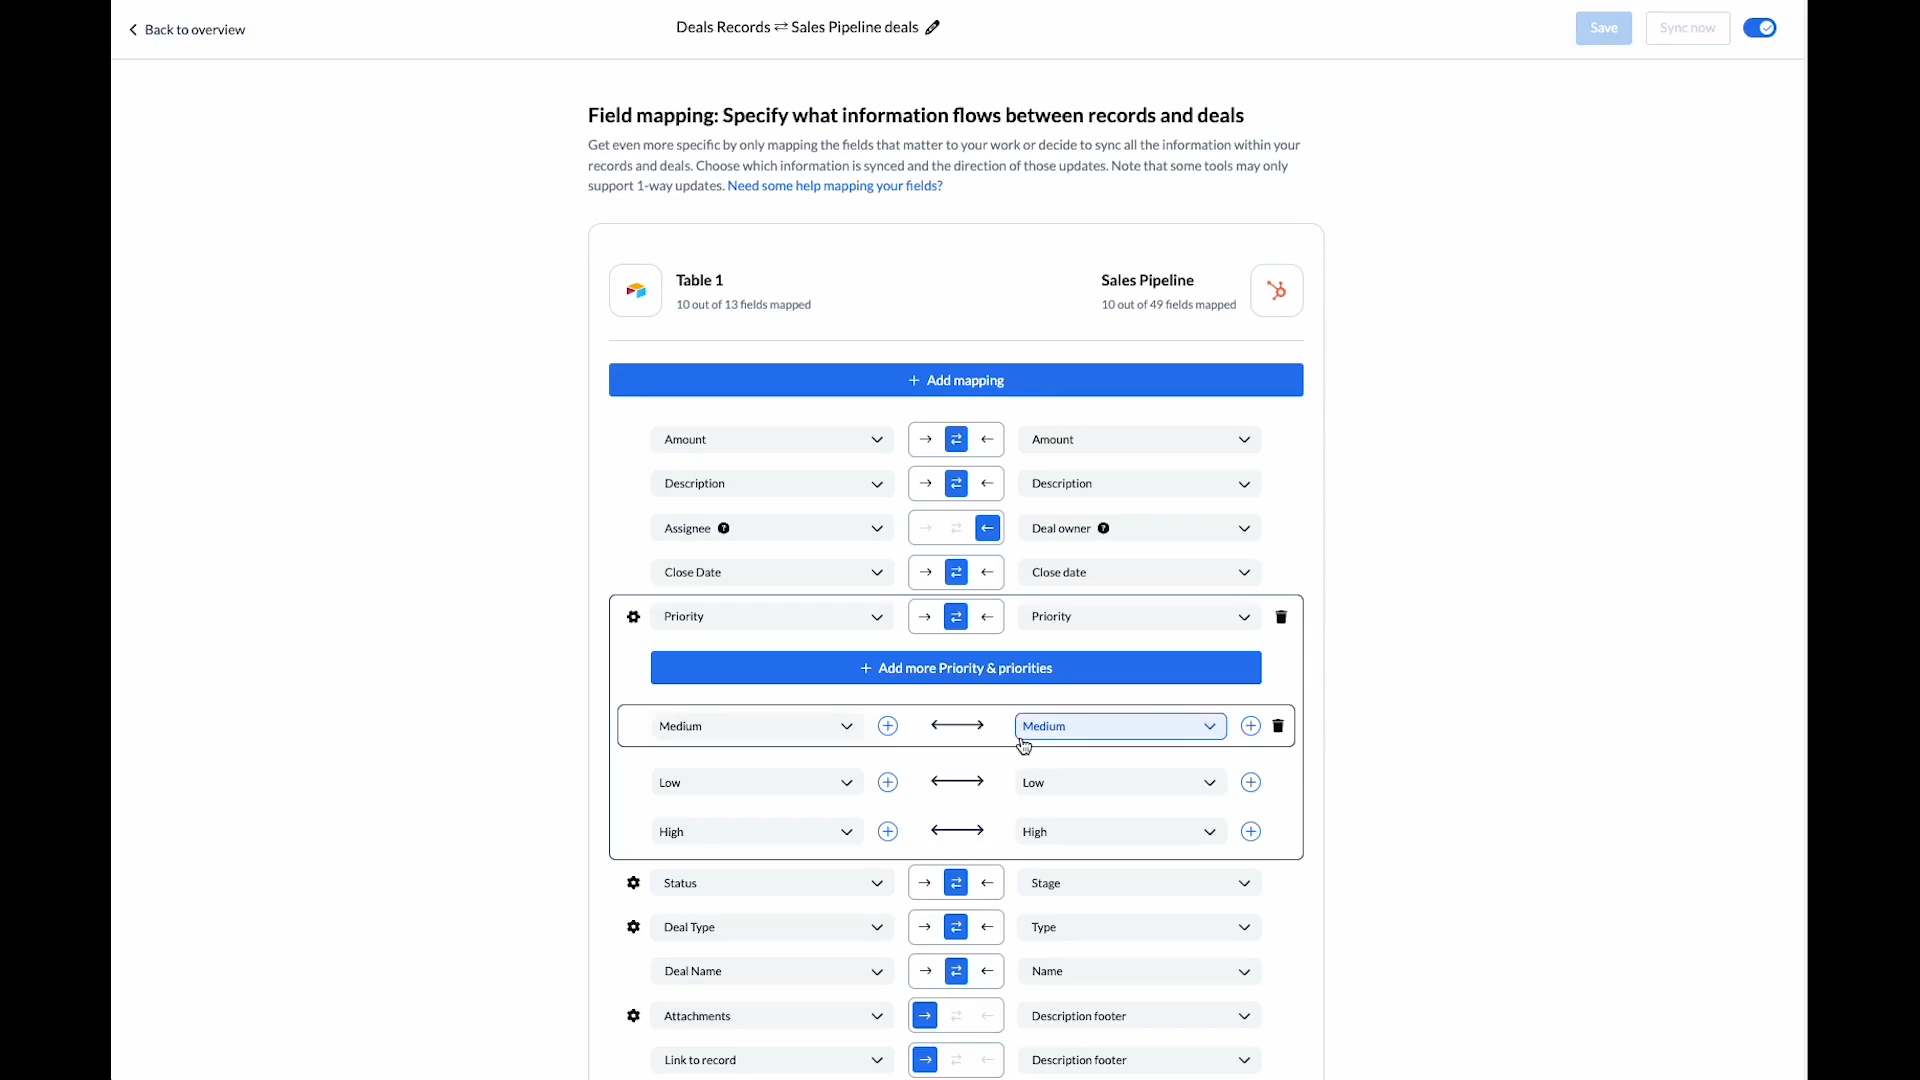 Back to overview
Deals Records ⇄ Sales Pipeline deals
Save
Sync now
Field mapping: Specify what information flows between records and deals
Get even more specific by only mapping the fields that matter to your work or decide to sync all the information within your
records and deals. Choose which information is synced and the direction of those updates. Note that some tools may only
support 1-way updates. Need some help mapping your fields?
Table 1
10 out of 13 fields mapped
Sales Pipeline
10 out of 49 fields mapped
+ Add mapping
Amount
Amount
Description
Description
Assignee ?
Deal owner ?
Close Date
Close date
Priority
Priority
+ Add more Priority & priorities
Medium
Medium
Low
Low
High
High
Status
Stage
Deal Type
Type
Deal Name
Name
Attachments
Description footer
Link to record
Description footer